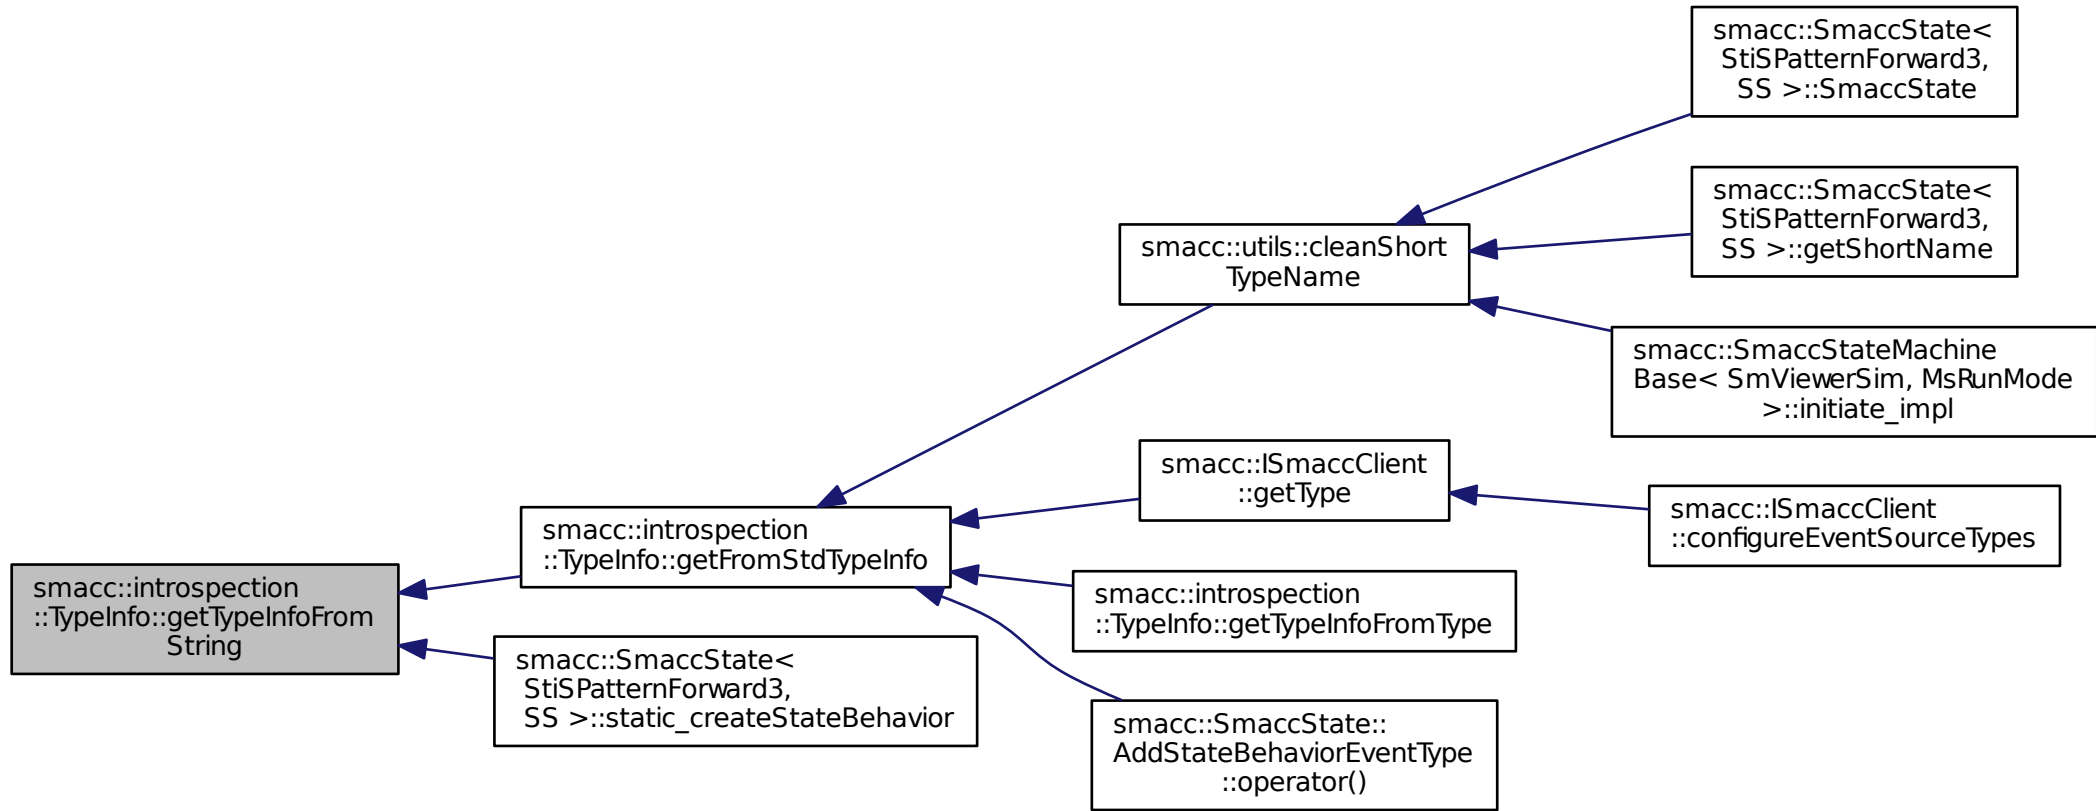 smacc::SmaccState<
StiSPatternForward3,
SS >::SmaccState
smacc::SmaccState<
StiSPatternForward3,
SS >::getShortName
smacc::utils::cleanShort
TypeName
smacc::SmaccStateMachine
Base< SmViewerSim, MsRunMode
>::initiate_impl
smacc::ISmaccClient
::getType
smacc::ISmaccClient
::configureEventSourceTypes
smacc::introspection
::TypeInfo::getFromStdTypeInfo
smacc::introspection
::TypeInfo::getTypeInfoFrom
String
smacc::introspection
::TypeInfo::getTypeInfoFromType
smacc::SmaccState<
StiSPatternForward3,
SS >::static_createStateBehavior
smacc::SmaccState::
AddStateBehaviorEventType
::operator()